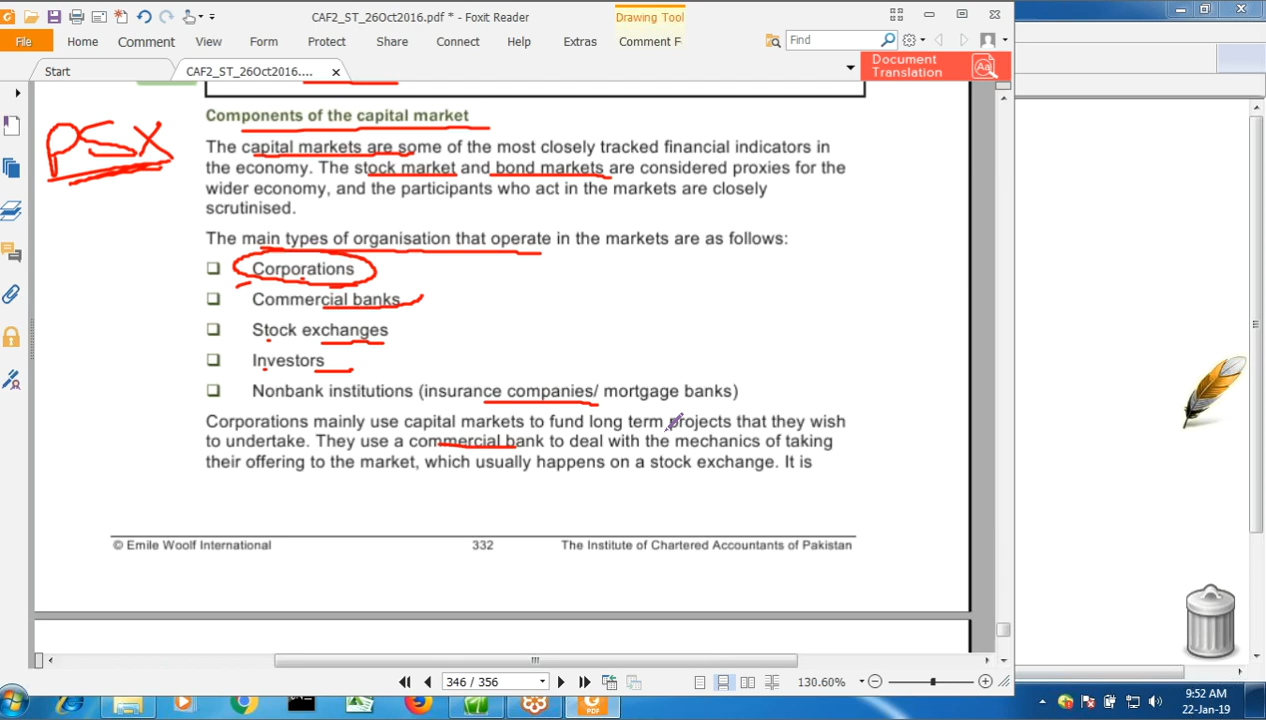 CAF2_ST_26Oct2016.pdf * - Foxit Reader
Drawing Tool
File
Home
Comment
View
Form
Protect
Share
Connect
Help
Extras
Comment F
Find
Start
CAF2_ST_26Oct2016....
Document
Translation
PSX
Components of the capital market
The capital markets are some of the most closely tracked financial indicators in
the economy. The stock market and bond markets are considered proxies for the
wider economy, and the participants who act in the markets are closely
scrutinised.
The main types of organisation that operate in the markets are as follows:
Corporations
Commercial banks
Stock exchanges
Investors
Nonbank institutions (insurance companies/ mortgage banks)
Corporations mainly use capital markets to fund long term projects that they wish
to undertake. They use a commercial bank to deal with the mechanics of taking
their offering to the market, which usually happens on a stock exchange. It is
© Emile Woolf International
332
The Institute of Chartered Accountants of Pakistan
346 / 356
130.60%
PDF
9:52 AM
22-Jan-19